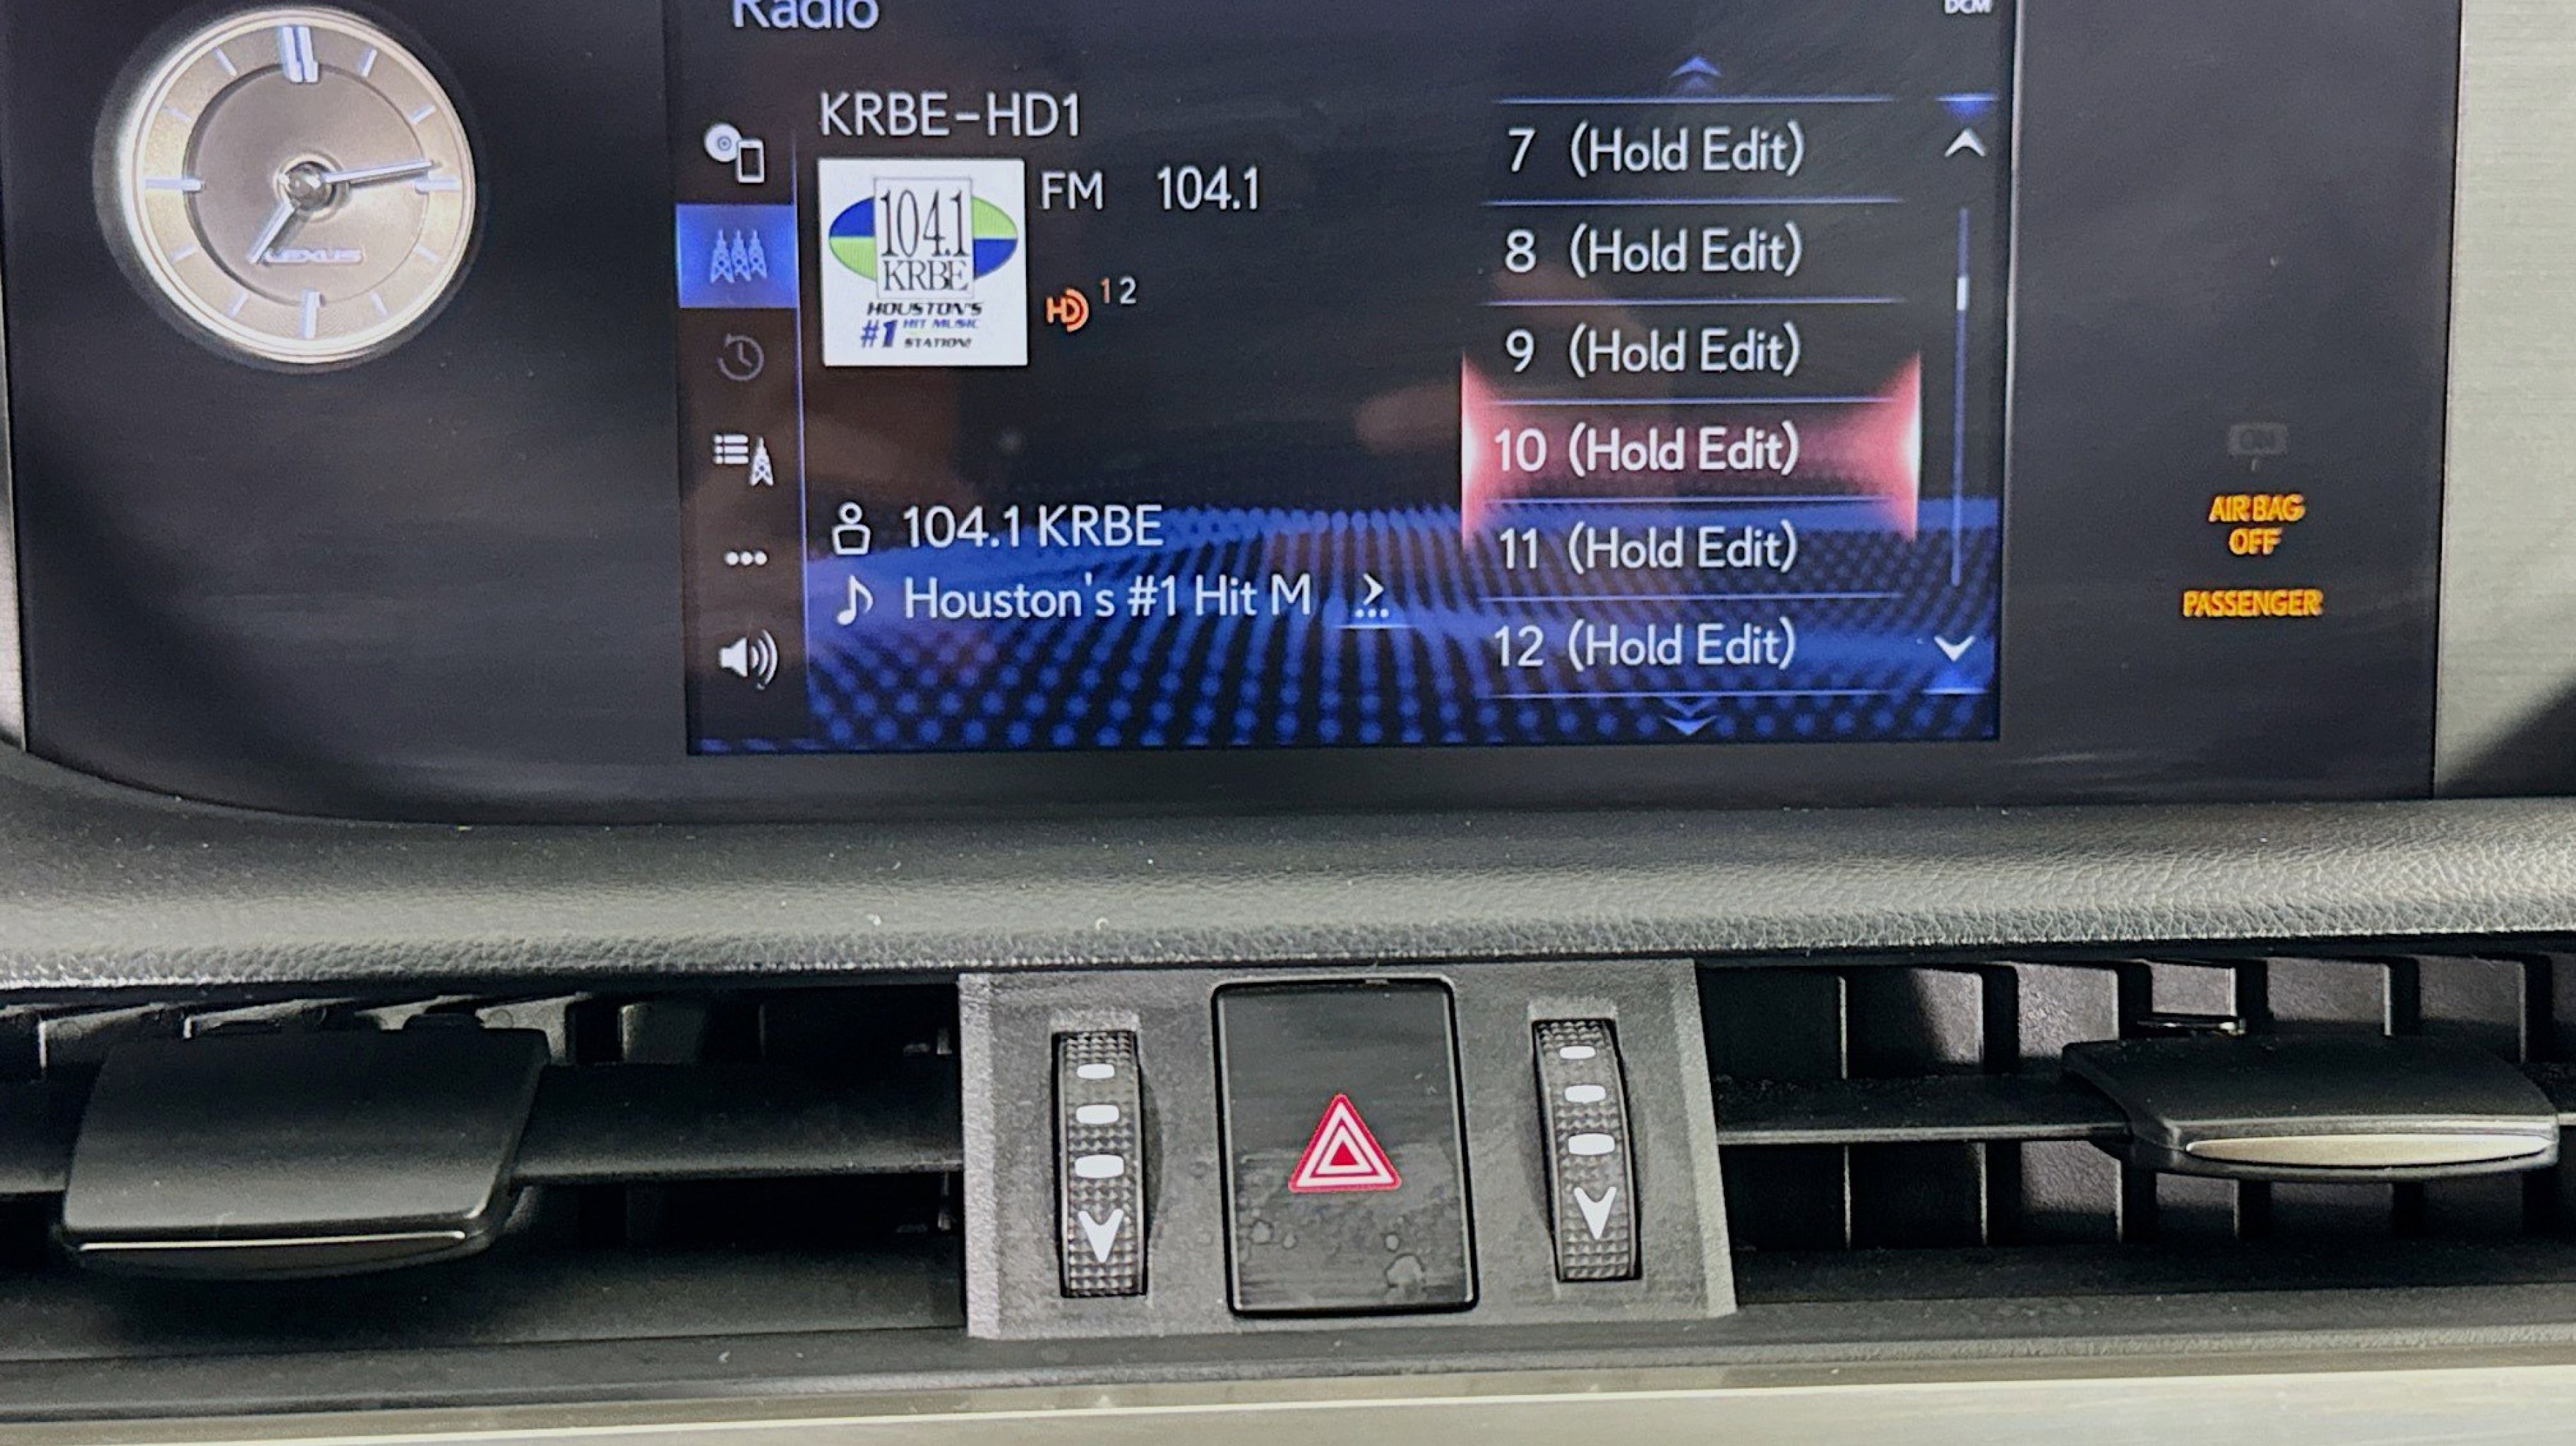 Radio
DCM
KRBE-HD1
FM 104.1
104.1
KRBE
HOUSTON'S
#1 HIT MUSIC
STATION!
HD 1 2
104.1 KRBE
Houston's #1 Hit M
7 (Hold Edit)
8 (Hold Edit)
9 (Hold Edit)
10 (Hold Edit)
11 (Hold Edit)
12 (Hold Edit)
LEXUS
ON
AIR BAG
OFF
PASSENGER